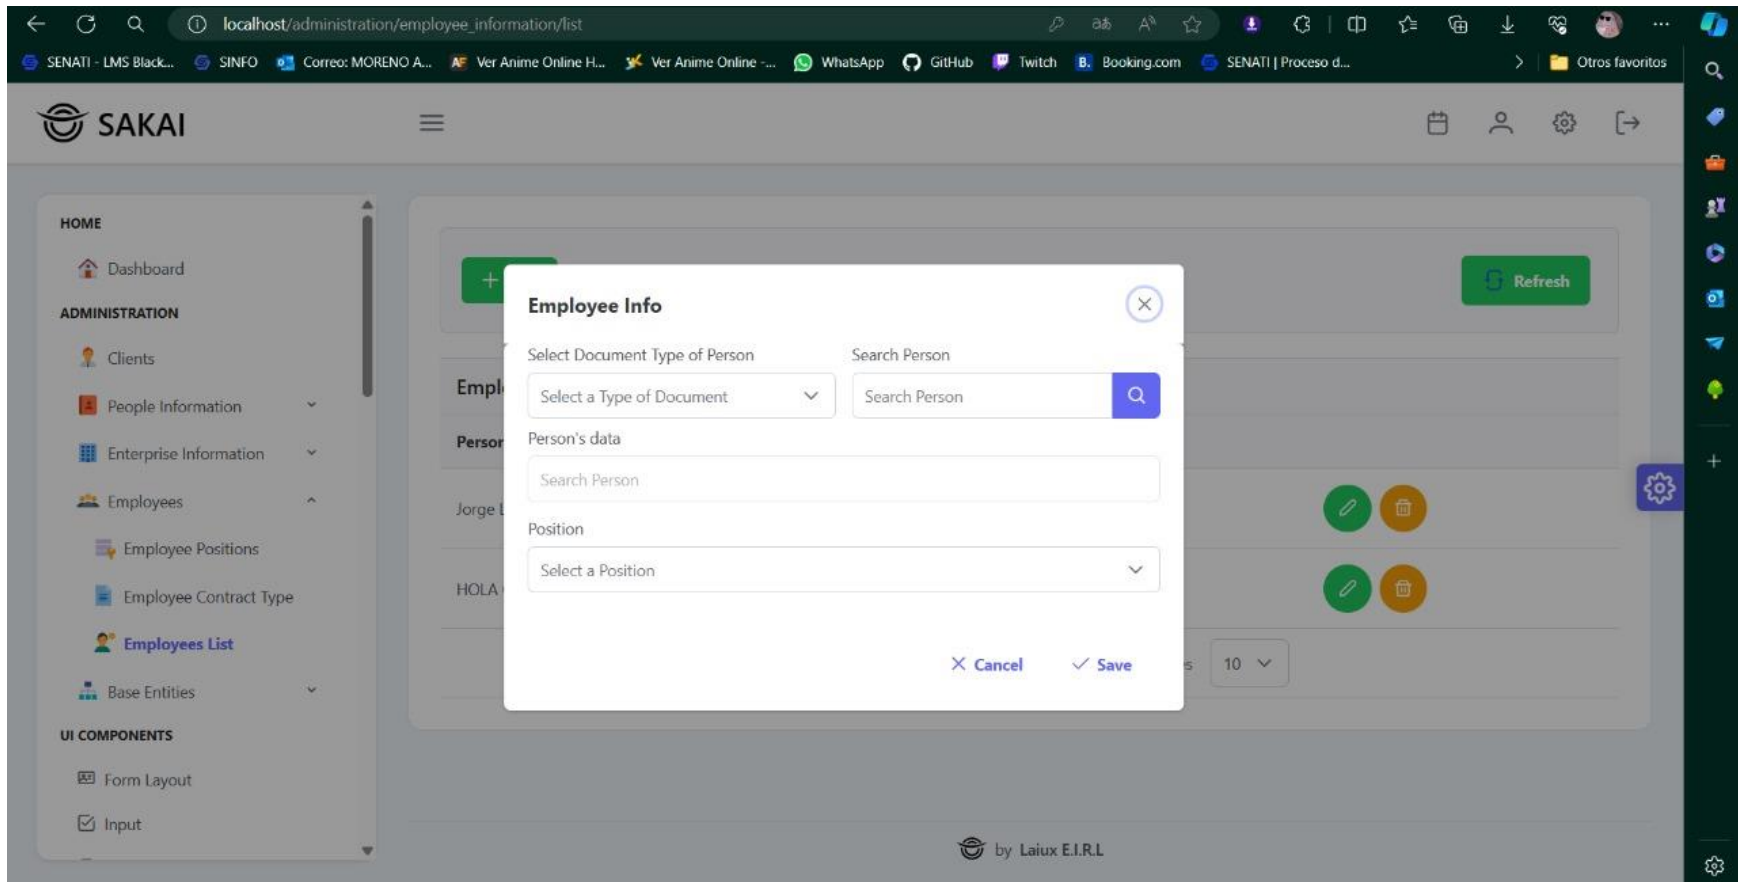 localhost/administration/employee_information/list
SENATI - LMS Black... SINFO Correo: MORENO A... AF Ver Anime Online H... Ver Anime Online -... WhatsApp GitHub Twitch B. Booking.com SENATI | Proceso d... Otros favoritos
SAKAI
HOME
Dashboard
ADMINISTRATION
Clients
People Information
Enterprise Information
Employees
Employee Positions
Employee Contract Type
Employees List
Base Entities
UI COMPONENTS
Form Layout
Input
Refresh
Empl
Person
Jorge
HOLA
10
Employee Info
Select Document Type of Person Search Person
Select a Type of Document Search Person
Person's data
Search Person
Position
Select a Position
Cancel Save
by Laiux E.I.R.L